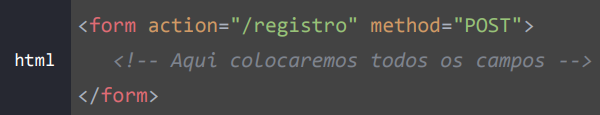 <form action="/registro" method="POST">
html
<!-- Aqui colocaremos todos os campos -->
</form>